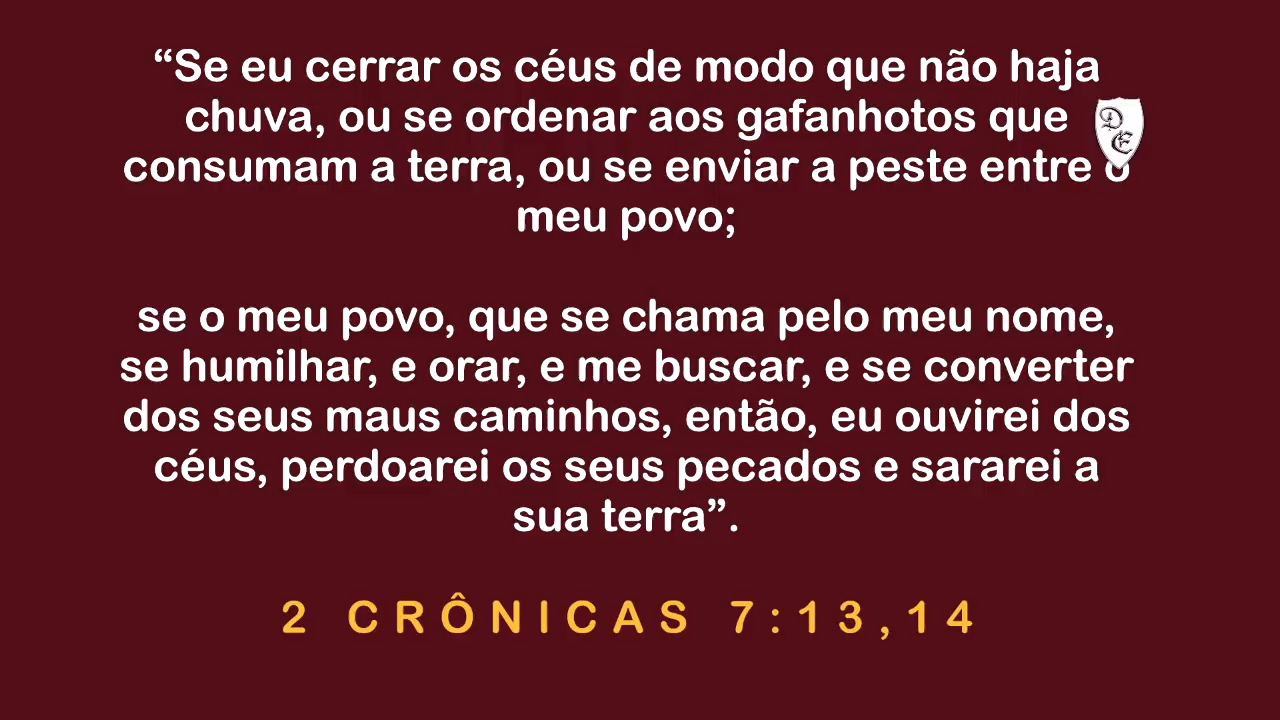 “Se eu cerrar os céus de modo que não haja
chuva, ou se ordenar aos gafanhotos que
DE
consumam a terra, ou se enviar a peste entre o
meu povo;
se o meu povo, que se chama pelo meu nome,
se humilhar, e orar, e me buscar, e se converter
dos seus maus caminhos, então, eu ouvirei dos
céus, perdoarei os seus pecados e sararei a
sua terra”.
2 CRÔNICAS 7:13,14